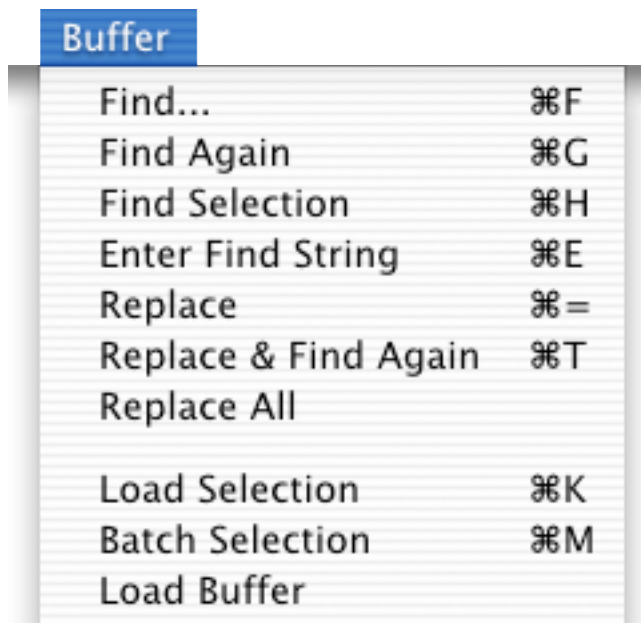 Buffer
Find... ⌘F
Find Again ⌘G
Find Selection ⌘H
Enter Find String ⌘E
Replace ⌘=
Replace & Find Again ⌘T
Replace All
Load Selection ⌘K
Batch Selection ⌘M
Load Buffer